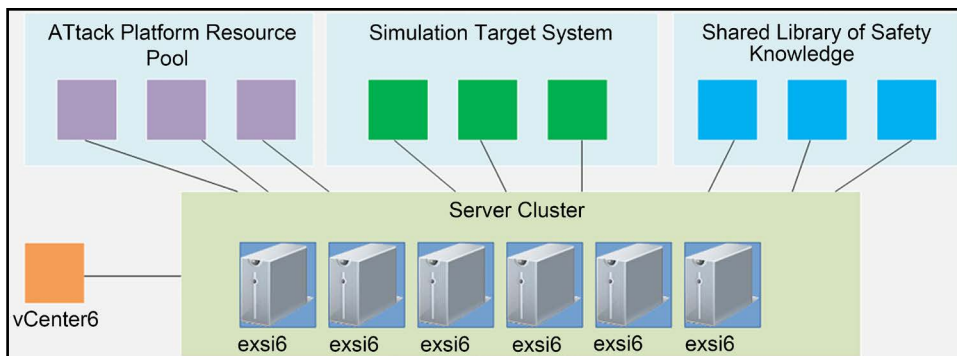 ATtack Platform Resource
Pool
Simulation Target System
Shared Library of Safety
Knowledge
Server Cluster
vCenter6
exsi6 exsi6 exsi6 exsi6 exsi6 exsi6